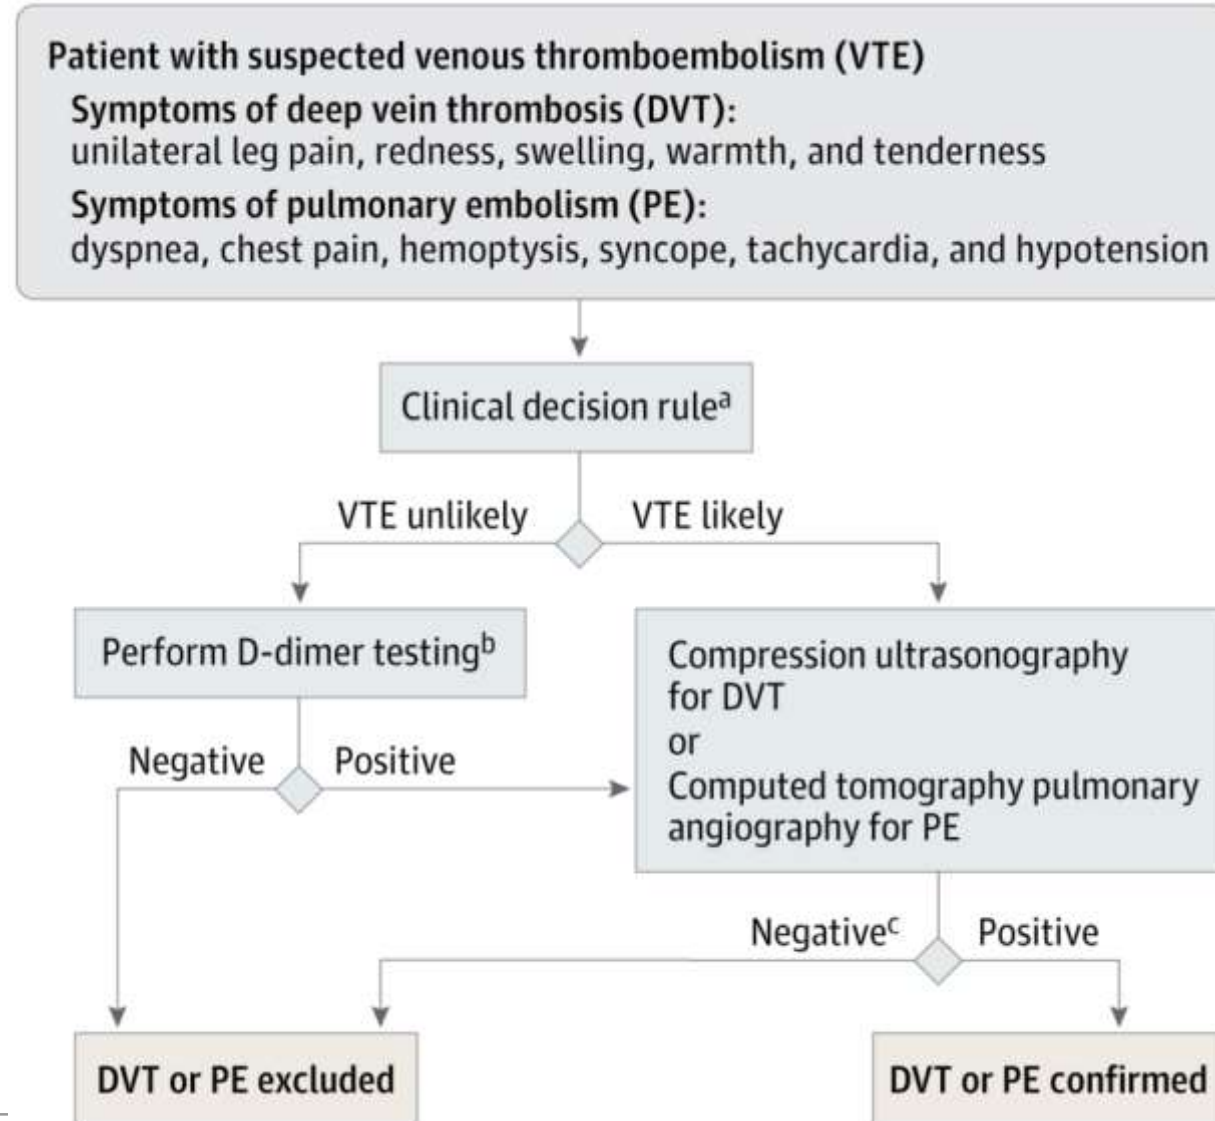 Patient with suspected venous thromboembolism (VTE)
Symptoms of deep vein thrombosis (DVT):
unilateral leg pain, redness, swelling, warmth, and tenderness
Symptoms of pulmonary embolism (PE):
dyspnea, chest pain, hemoptysis, syncope, tachycardia, and hypotension
Clinical decision ruleᵃ
VTE unlikely
VTE likely
Perform D-dimer testingᵇ
Compression ultrasonography
for DVT
or
Computed tomography pulmonary
angiography for PE
Negative
Positive
Negativeᶜ
Positive
DVT or PE excluded
DVT or PE confirmed